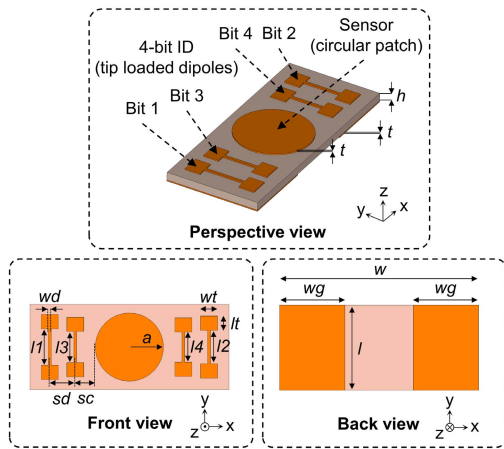 Sensor
(circular patch)
4-bit ID
(tip loaded dipoles)
Bit 4
Bit 2
Bit 3
Bit 1
h
t
t
z
y
x
Perspective view
wd
wt
lt
l1
l3
a
l4
l2
sd
sc
Front view
y
z
x
w
wg
wg
l
Back view
y
z
x